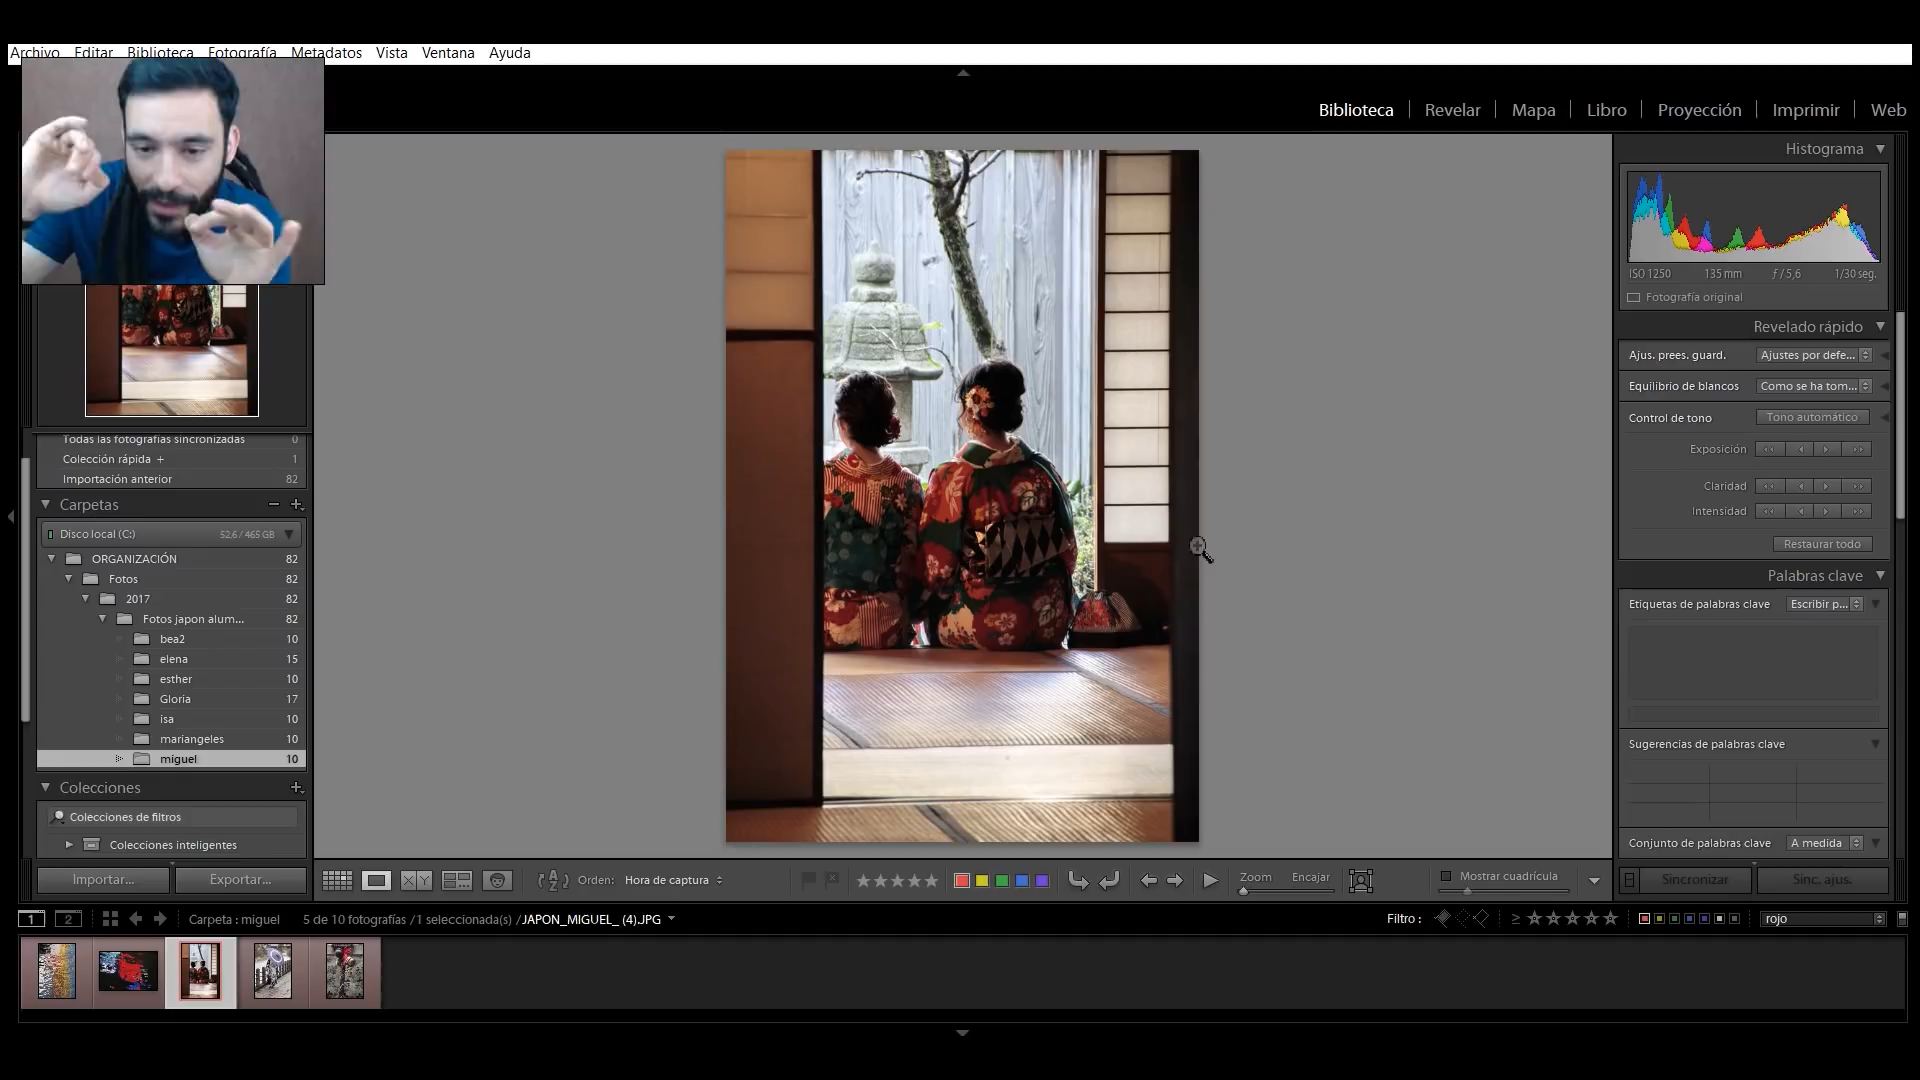 Archivo Editar Biblioteca Fotografía Metadatos Vista Ventana Ayuda
Biblioteca Revelar Mapa Libro Proyección Imprimir Web
Histograma
ISO 1250 135 mm ƒ / 5,6 1/30 seg.
Fotografía original
Revelado rápido
Ajus. prees. guard. Ajustes por defe...
Equilibrio de blancos Como se ha tom...
Control de tono Tono automático
Exposición
Claridad
Intensidad
Restaurar todo
Palabras clave
Etiquetas de palabras clave Escribir p...
Sugerencias de palabras clave
Conjunto de palabras clave A medida
Sincronizar Sinc. ajus.
Todas las fotografías sincronizadas 0
Colección rápida + 1
Importación anterior 82
Carpetas
Disco local (C:) 52,6 / 465 GB
ORGANIZACIÓN 82
Fotos 82
2017 82
Fotos japon alum... 82
bea2 10
elena 15
esther 10
Gloria 17
isa 10
mariangeles 10
miguel 10
Colecciones
Colecciones de filtros
Colecciones inteligentes
Importar... Exportar...
XY Orden: Hora de captura Zoom Encajar Mostrar cuadrícula
1 2 Carpeta : miguel 5 de 10 fotografías /1 seleccionada(s) /JAPON_MIGUEL_ (4).JPG Filtro : ≥ rojo